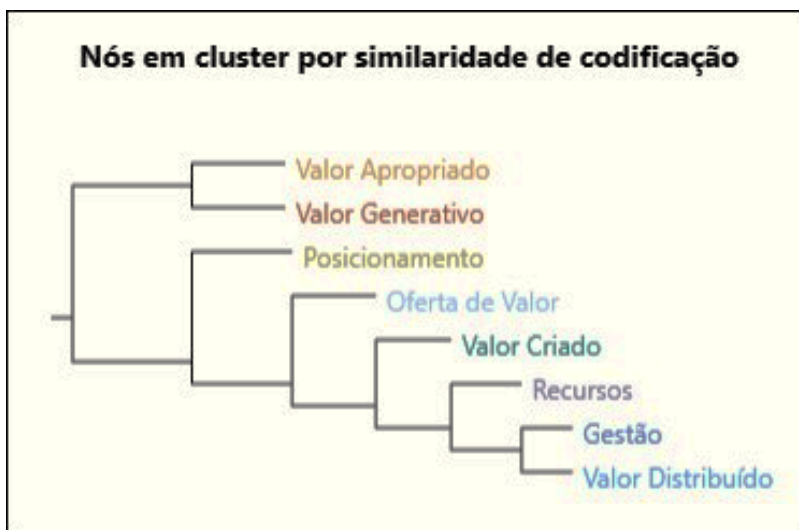 Nós em cluster por similaridade de codificação
Valor Apropriado
Valor Generativo
Posicionamento
Oferta de Valor
Valor Criado
Recursos
Gestão
Valor Distribuído